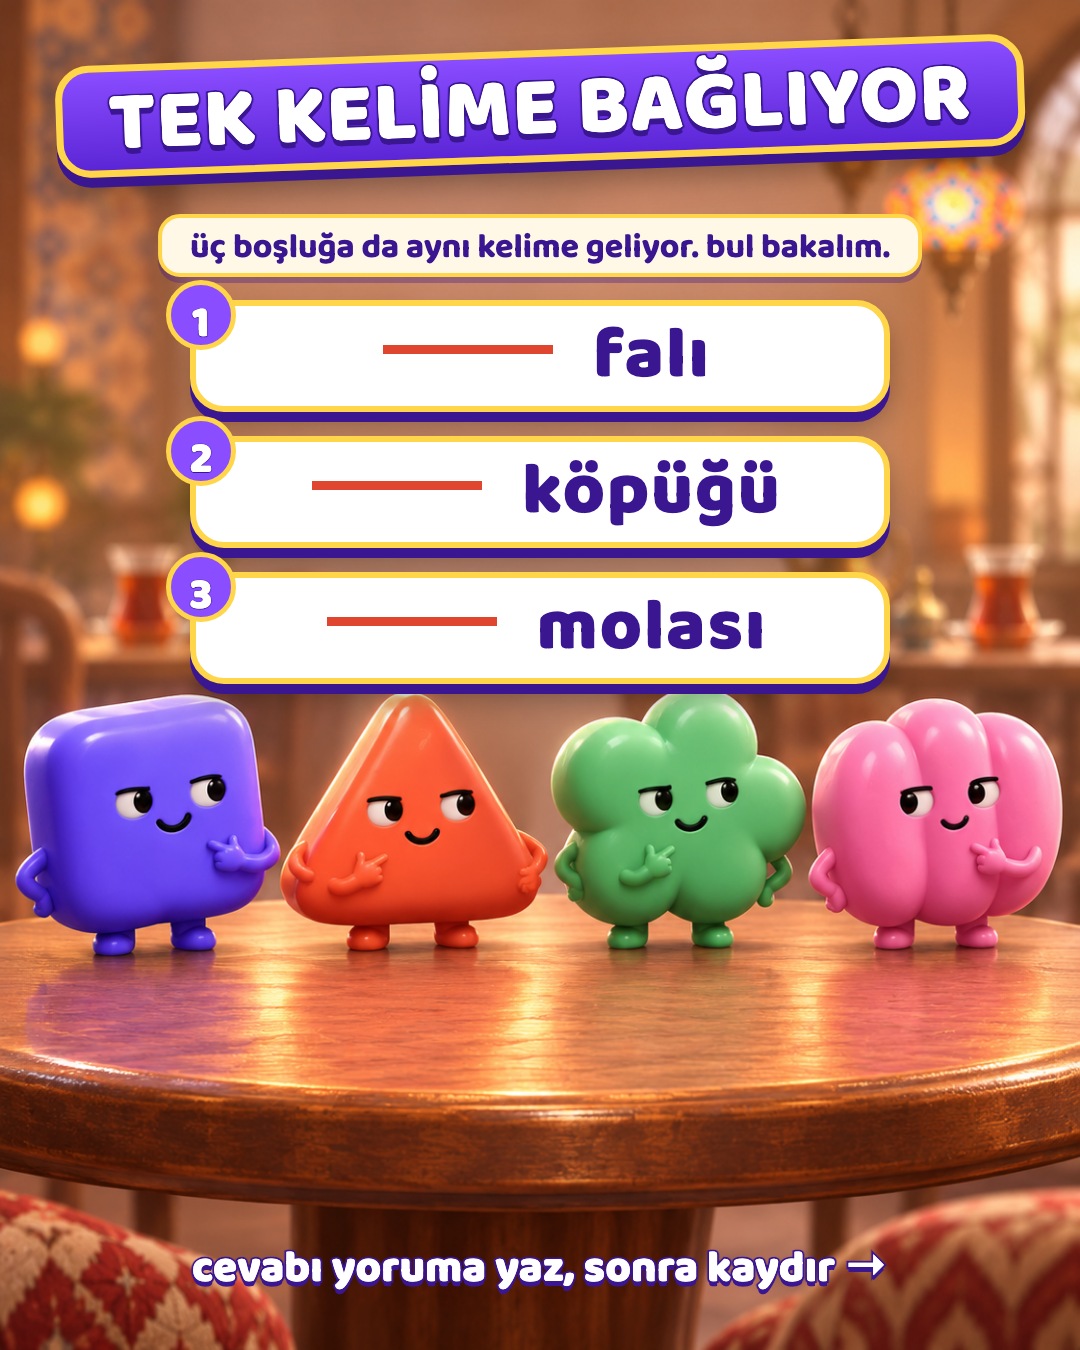 TEK KELİME BAĞLIYOR
üç boşluğa da aynı kelime geliyor. bul bakalım.
1 falı
2 köpüğü
3 molası
cevabı yoruma yaz, sonra kaydır →